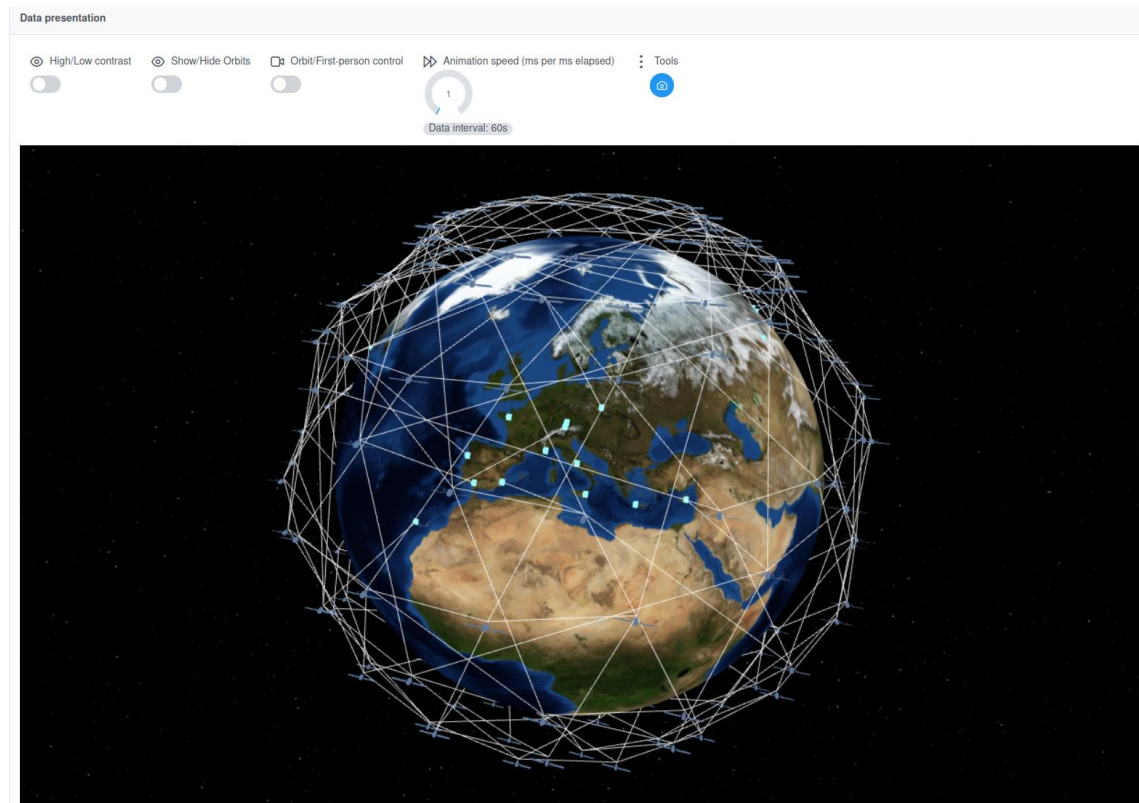 Data presentation
High/Low contrast
Show/Hide Orbits
Orbit/First-person control
Animation speed (ms per ms elapsed)
Tools
1
Data interval: 60s